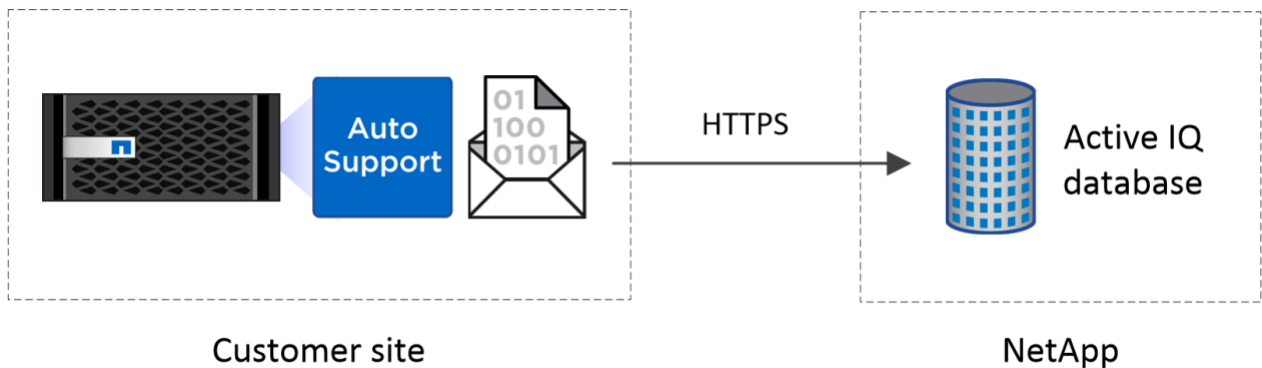 Auto
Support
01
100
0101
HTTPS
Active IQ
database
Customer site
NetApp